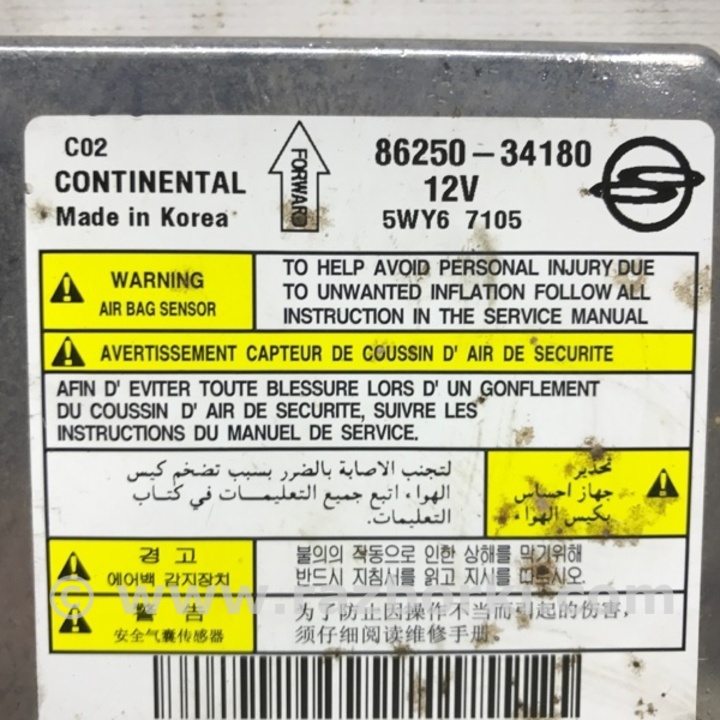 C02
CONTINENTAL
Made in Korea
FORWARD
86250-34180
12V
5WY6 7105
WARNING
AIR BAG SENSOR
TO HELP AVOID PERSONAL INJURY DUE
TO UNWANTED INFLATION FOLLOW ALL
INSTRUCTION IN THE SERVICE MANUAL
AVERTISSEMENT CAPTEUR DE COUSSIN D' AIR DE SECURITE
AFIN D' EVITER TOUTE BLESSURE LORS D' UN GONFLEMENT
DU COUSSIN D' AIR DE SECURITE, SUIVRE LES
INSTRUCTIONS DU MANUEL DE SERVICE.
لتجنب الاصابة بالضرر بسبب تضخم كيس
الهواء اتبع جميع التعليمات في كتاب
التعليمات.
تحذير
جهاز احساس
بكيس الهواء
경 고
에어백 감지장치
불의의 작동으로 인한 상해를 막기위해
반드시 지침서를 읽고 지시를 따르십시오.
警 告
安全气囊传感器
为了防止因操作不当而引起的伤害,
须仔细阅读维修手册.
© www.razborki.com